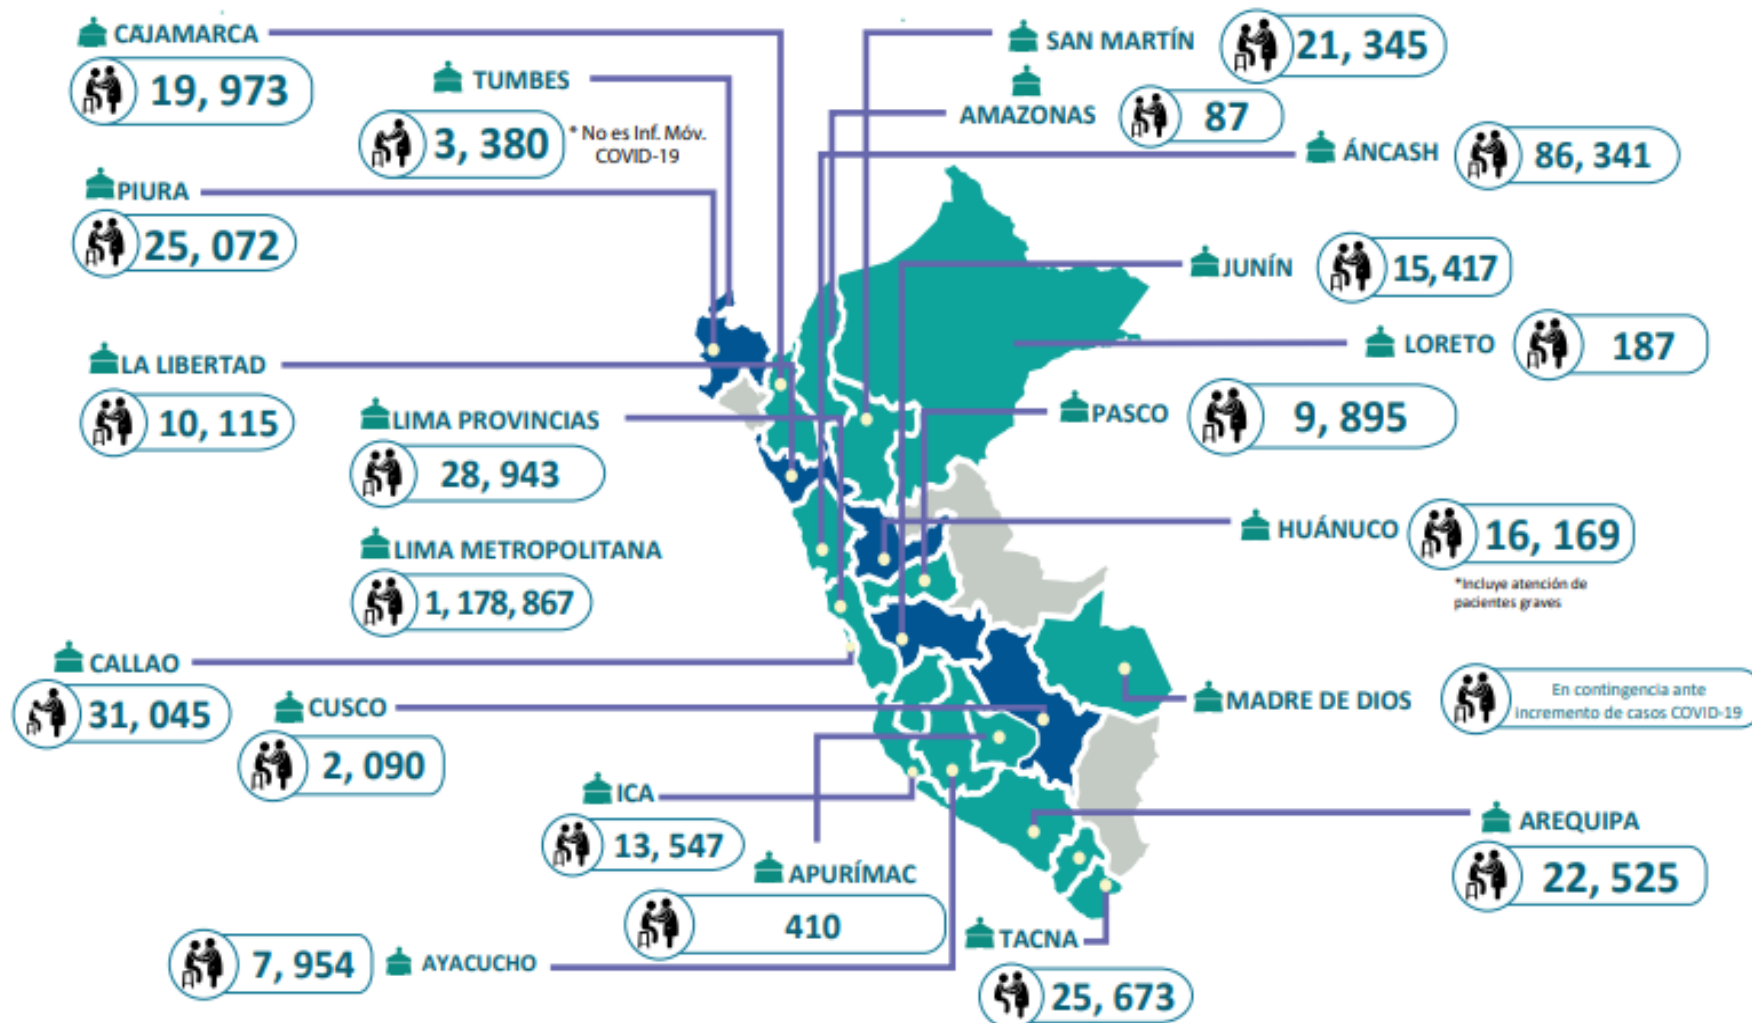 CAJAMARCA
19, 973
TUMBES
3, 380
* No es Inf. Móv.
COVID-19
SAN MARTÍN
21, 345
AMAZONAS
87
ÁNCASH
86, 341
PIURA
25, 072
JUNÍN
15,417
LORETO
187
LA LIBERTAD
10, 115
LIMA PROVINCIAS
28, 943
PASCO
9, 895
LIMA METROPOLITANA
1, 178, 867
HUÁNUCO
16, 169
*Incluye atención de
pacientes graves
CALLAO
31, 045
CUSCO
2, 090
MADRE DE DIOS
En contingencia ante
incremento de casos COVID-19
ICA
13, 547
APURÍMAC
410
AREQUIPA
22, 525
7, 954
AYACUCHO
TACNA
25, 673